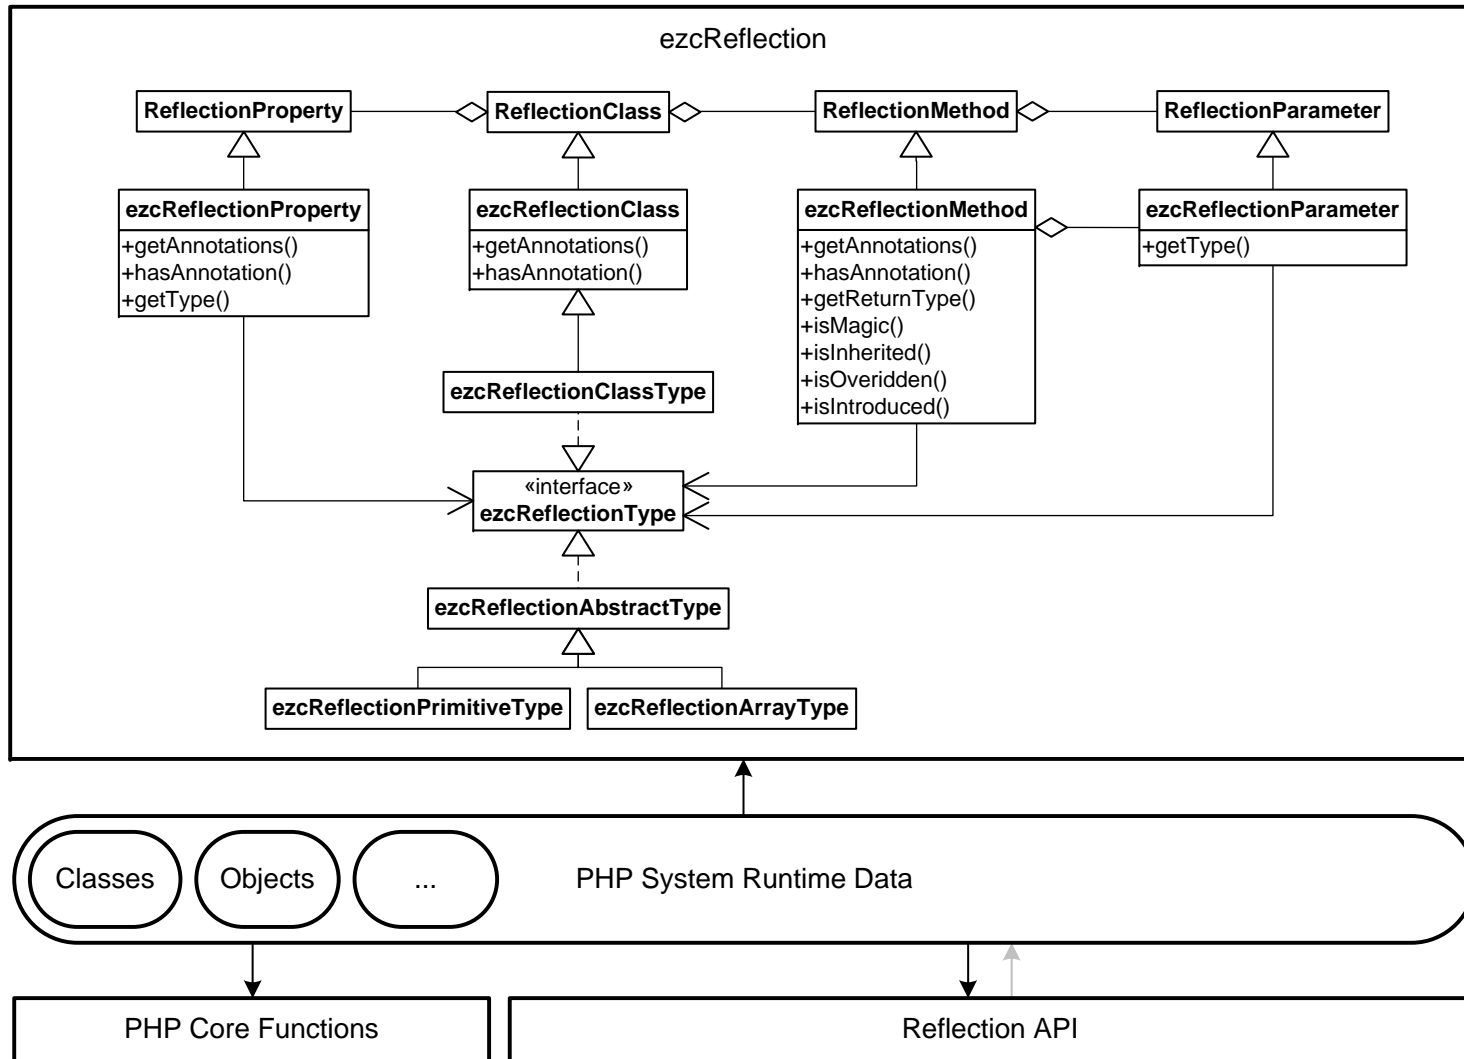 ezcReflection
ReflectionProperty
ReflectionClass
ReflectionMethod
ReflectionParameter
ezcReflectionProperty
+getAnnotations()
+hasAnnotation()
+getType()
ezcReflectionClass
+getAnnotations()
+hasAnnotation()
ezcReflectionMethod
+getAnnotations()
+hasAnnotation()
+getReturnType()
+isMagic()
+isInherited()
+isOveridden()
+isIntroduced()
ezcReflectionParameter
+getType()
ezcReflectionClassType
«interface»
ezcReflectionType
ezcReflectionAbstractType
ezcReflectionPrimitiveType
ezcReflectionArrayType
Classes
Objects
...
PHP System Runtime Data
PHP Core Functions
Reflection API